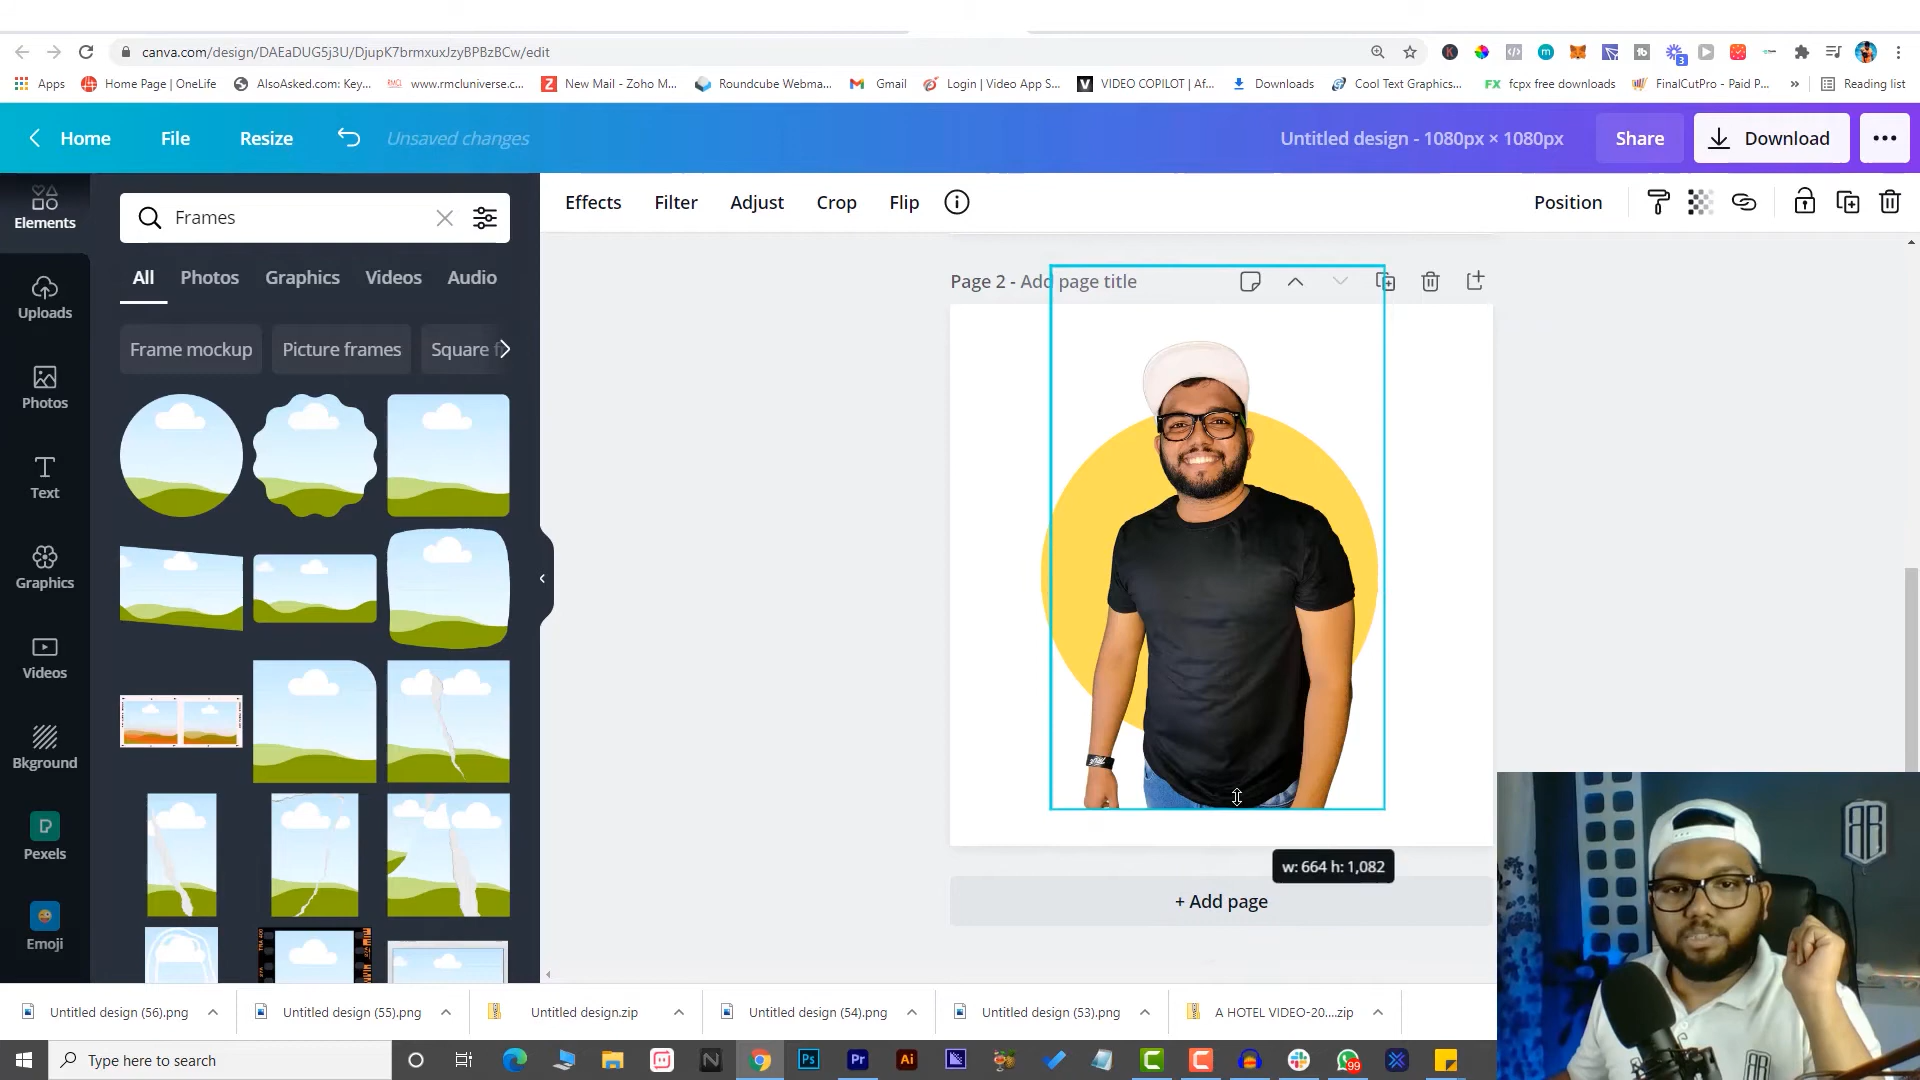 canva.com/design/DAEaDUG5j3U/DjupK7brmxuxJzyBPBzBCw/edit
Apps Home Page | OneLife AlsoAsked.com: Key... www.rmcluniverse.c... New Mail - Zoho M... Roundcube Webma... Gmail Login | Video App S... VIDEO COPILOT | Af... Downloads Cool Text Graphics... FX fcpx free downloads FinalCutPro - Paid P... » Reading list
Home File Resize Unsaved changes Untitled design - 1080px × 1080px Share Download
Elements
Frames
Effects Filter Adjust Crop Flip Position
All Photos Graphics Videos Audio
Page 2 - Add page title
Uploads
Frame mockup Picture frames Square f
Photos
Text
Graphics
Videos
Bkground
Pexels
Emoji
w: 664 h: 1,082
+ Add page
Untitled design (56).png Untitled design (55).png Untitled design.zip Untitled design (54).png Untitled design (53).png A HOTEL VIDEO-20....zip
Type here to search
Ps Pr Ai 99